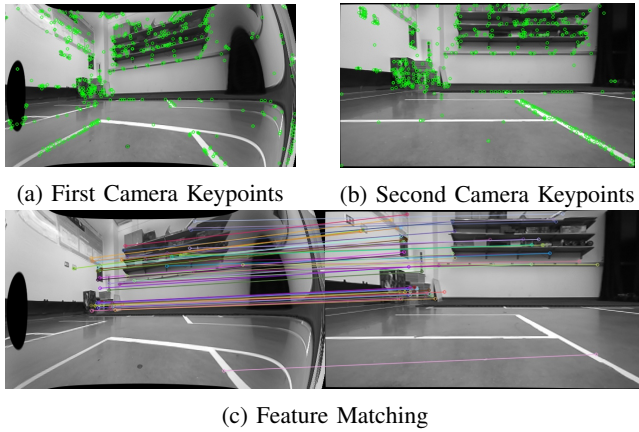 (a) First Camera Keypoints
(b) Second Camera Keypoints
(c) Feature Matching